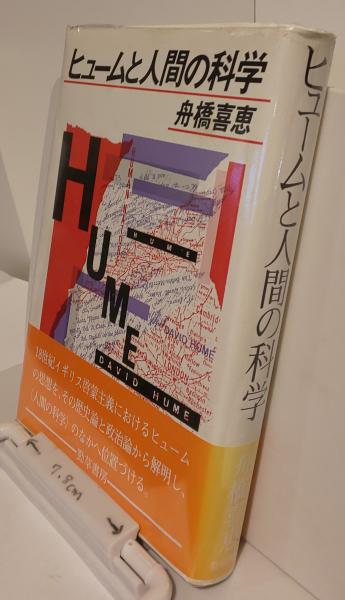 ヒュームと人間の科学
舟橋喜恵
HUME
HUME
DAVID HUME
DAVID HUME
18世紀イギリス啓蒙主義におけるヒューム
の思想を、その歴史論と政治論から解明し、
「人間の科学」のなかへ位置づける。
勁草書房
ヒュームと人間の科学
7.8cm